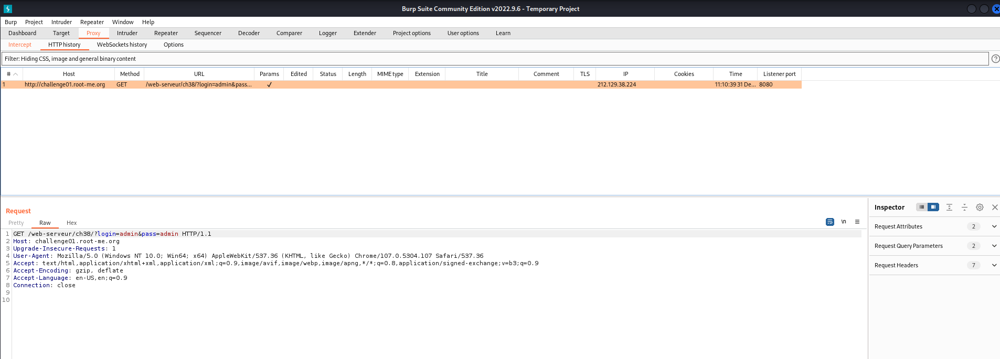 Burp Suite Community Edition v2022.9.6 - Temporary Project
Burp Project Intruder Repeater Window Help
Dashboard Target Proxy Intruder Repeater Sequencer Decoder Comparer Logger Extender Project options User options Learn
Intercept HTTP history WebSockets history Options
Filter: Hiding CSS, image and general binary content
# Host Method URL Params Edited Status Length MIME type Extension Title Comment TLS IP Cookies Time Listener port
1 http://challenge01.root-me.org GET /web-serveur/ch38/?login=admin&pass... ✓ 212.129.38.224 11:10:39 31 De... 8080
Request
Pretty Raw Hex \n
1 GET /web-serveur/ch38/?login=admin&pass=admin HTTP/1.1
2 Host: challenge01.root-me.org
3 Upgrade-Insecure-Requests: 1
4 User-Agent: Mozilla/5.0 (Windows NT 10.0; Win64; x64) AppleWebKit/537.36 (KHTML, like Gecko) Chrome/107.0.5304.107 Safari/537.36
5 Accept: text/html,application/xhtml+xml,application/xml;q=0.9,image/avif,image/webp,image/apng,*/*;q=0.8,application/signed-exchange;v=b3;q=0.9
6 Accept-Encoding: gzip, deflate
7 Accept-Language: en-US,en;q=0.9
8 Connection: close
9
10
Inspector
Request Attributes 2
Request Query Parameters 2
Request Headers 7